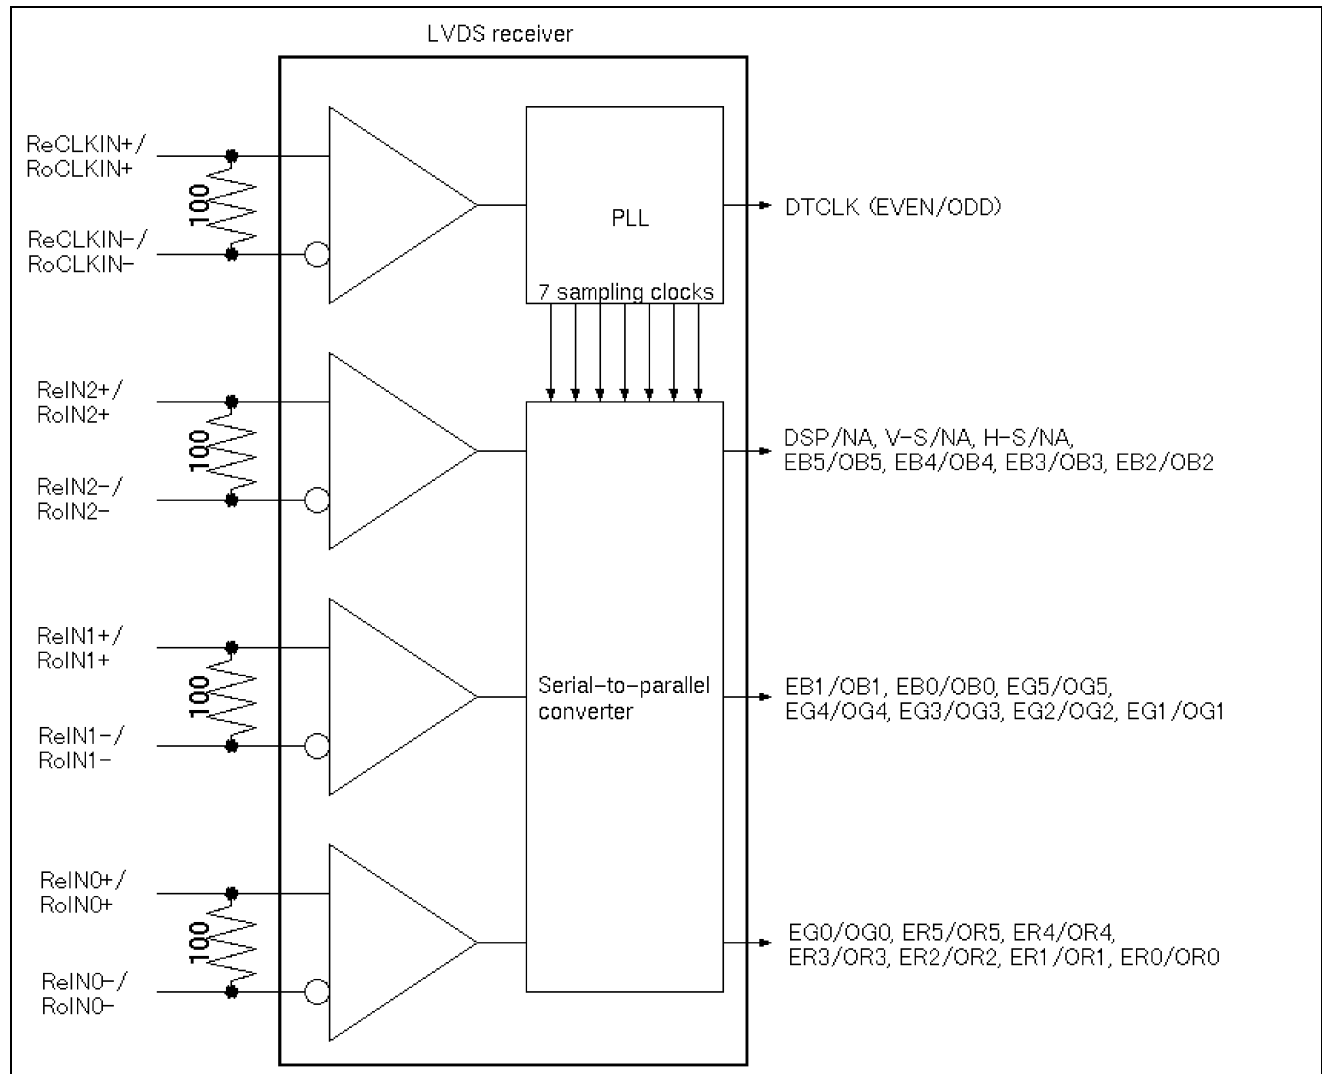 LVDS receiver
ReCLKIN+/
RoCLKIN+
100
ReCLKIN-/
RoCLKIN-
PLL
7 sampling clocks
DTCLK (EVEN/ODD)
ReIN2+/
RoIN2+
100
ReIN2-/
RoIN2-
DSP/NA, V-S/NA, H-S/NA,
EB5/OB5, EB4/OB4, EB3/OB3, EB2/OB2
ReIN1+/
RoIN1+
100
ReIN1-/
RoIN1-
Serial-to-parallel
converter
EB1/OB1, EB0/OB0, EG5/OG5,
EG4/OG4, EG3/OG3, EG2/OG2, EG1/OG1
ReIN0+/
RoIN0+
100
ReIN0-/
RoIN0-
EG0/OG0, ER5/OR5, ER4/OR4,
ER3/OR3, ER2/OR2, ER1/OR1, ER0/OR0